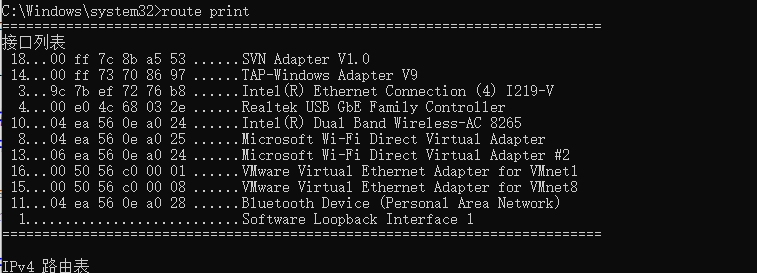 C:\Windows\system32>route print
===========================================================================
接口列表
 18...00 ff 7c 8b a5 53 ......SVN Adapter V1.0
 14...00 ff 73 70 86 97 ......TAP-Windows Adapter V9
  3...9c 7b ef 72 76 b8 ......Intel(R) Ethernet Connection (4) I219-V
  4...00 e0 4c 68 03 2e ......Realtek USB GbE Family Controller
 10...04 ea 56 0e a0 24 ......Intel(R) Dual Band Wireless-AC 8265
  8...04 ea 56 0e a0 25 ......Microsoft Wi-Fi Direct Virtual Adapter
 13...06 ea 56 0e a0 24 ......Microsoft Wi-Fi Direct Virtual Adapter #2
 16...00 50 56 c0 00 01 ......VMware Virtual Ethernet Adapter for VMnet1
 15...00 50 56 c0 00 08 ......VMware Virtual Ethernet Adapter for VMnet8
 11...04 ea 56 0e a0 28 ......Bluetooth Device (Personal Area Network)
  1...........................Software Loopback Interface 1
===========================================================================
IPv4 路由表